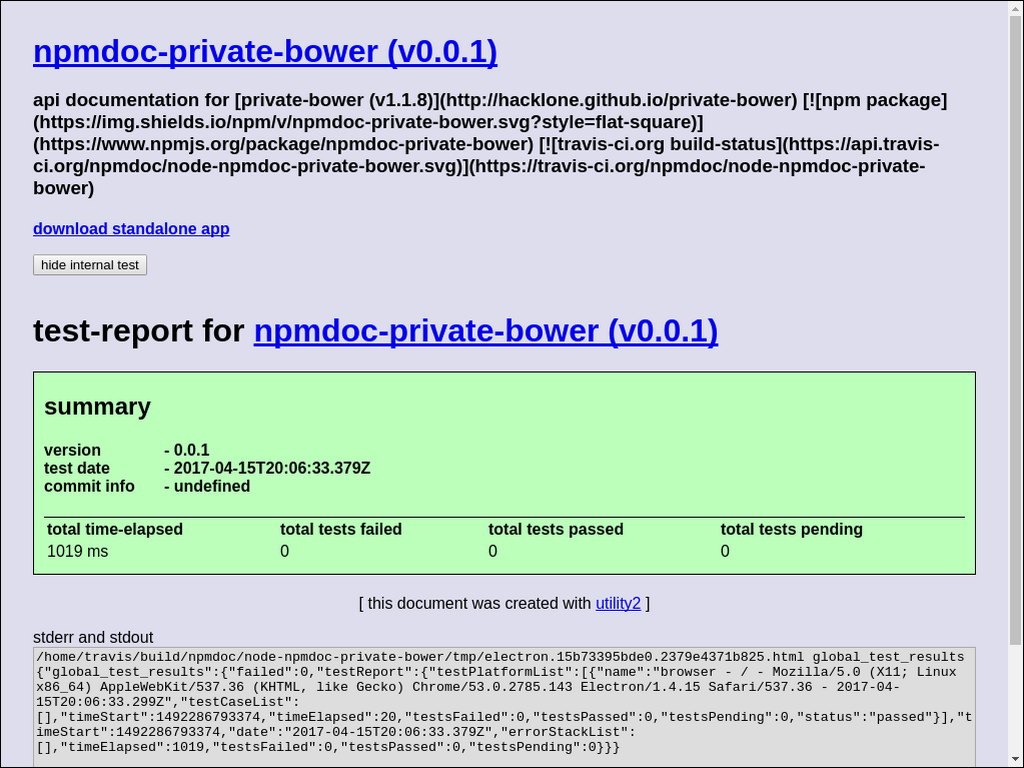 npmdoc-private-bower (v0.0.1)
api documentation for [private-bower (v1.1.8)](http://hacklone.github.io/private-bower) [![npm package]
(https://img.shields.io/npm/v/npmdoc-private-bower.svg?style=flat-square)]
(https://www.npmjs.org/package/npmdoc-private-bower) [![travis-ci.org build-status](https://api.travis-
ci.org/npmdoc/node-npmdoc-private-bower.svg)](https://travis-ci.org/npmdoc/node-npmdoc-private-
bower)
download standalone app
hide internal test
test-report for npmdoc-private-bower (v0.0.1)
summary
version - 0.0.1
test date - 2017-04-15T20:06:33.379Z
commit info - undefined
total time-elapsed total tests failed total tests passed total tests pending
1019 ms 0 0 0
[ this document was created with utility2 ]
stderr and stdout
/home/travis/build/npmdoc/node-npmdoc-private-bower/tmp/electron.15b73395bde0.2379e4371b825.html global_test_results
{"global_test_results":{"failed":0,"testReport":{"testPlatformList":[{"name":"browser - / - Mozilla/5.0 (X11; Linux
x86_64) AppleWebKit/537.36 (KHTML, like Gecko) Chrome/53.0.2785.143 Electron/1.4.15 Safari/537.36 - 2017-04-
15T20:06:33.299Z","testCaseList":
[],"timeStart":1492286793374,"timeElapsed":20,"testsFailed":0,"testsPassed":0,"testsPending":0,"status":"passed"}],"t
imeStart":1492286793374,"date":"2017-04-15T20:06:33.379Z","errorStackList":
[],"timeElapsed":1019,"testsFailed":0,"testsPassed":0,"testsPending":0}}}